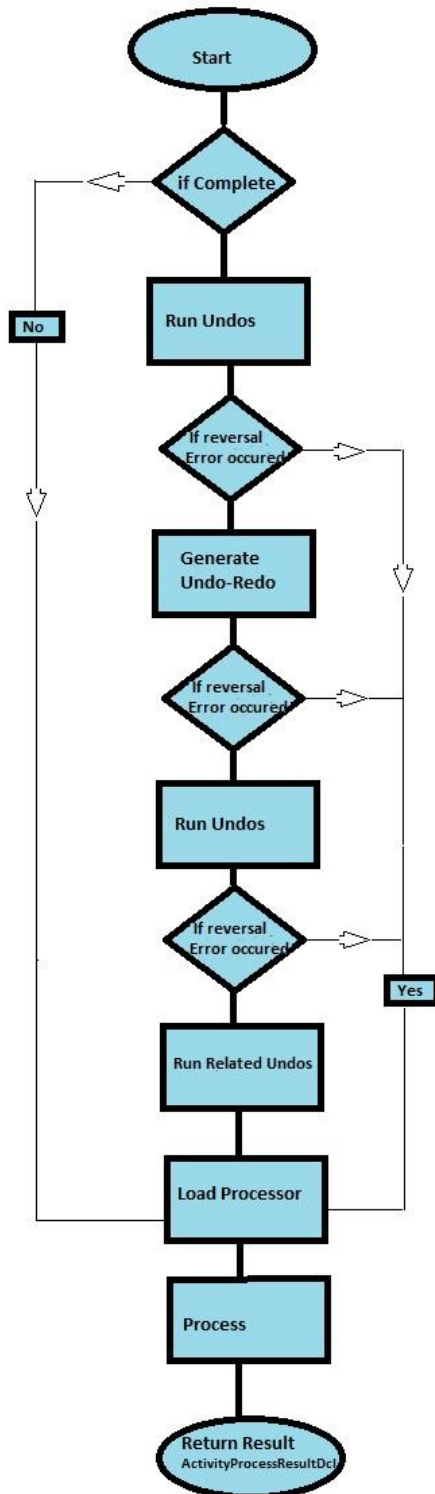 Start
if Complete
No
Run Undos
If reversal
Error occured!
Generate
Undo-Redo
If reversal
Error occured!
Run Undos
If reversal
Error occured!
Yes
Run Related Undos
Load Processor
Process
Return Result
ActivityProcessResultDcl